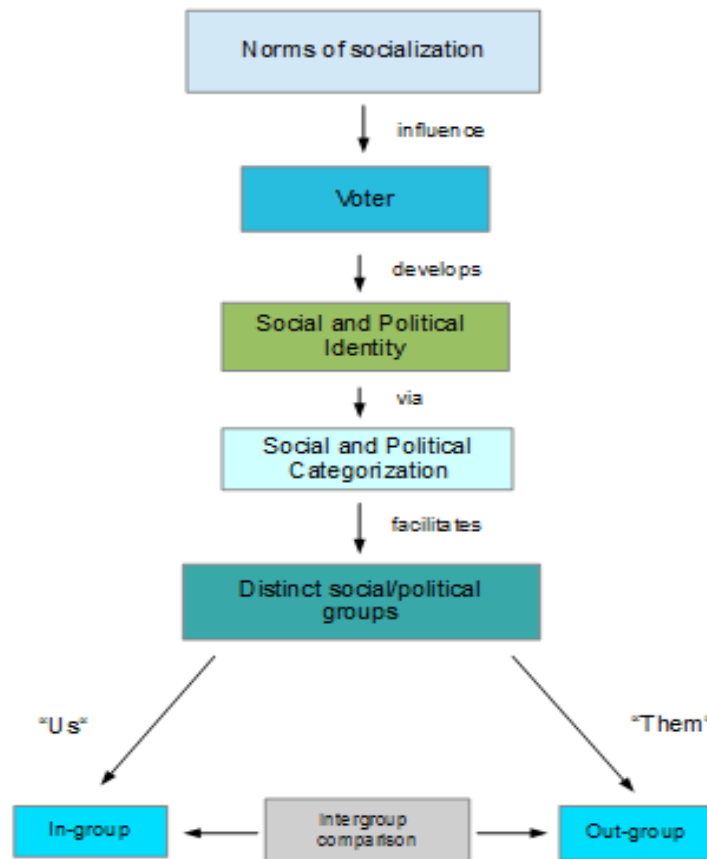 Norms of socialization
influence
Voter
develops
Social and Political
Identity
via
Social and Political
Categorization
facilitates
Distinct social/political
groups
“Us“
“Them“
In-group
Intergroup
comparison
Out-group